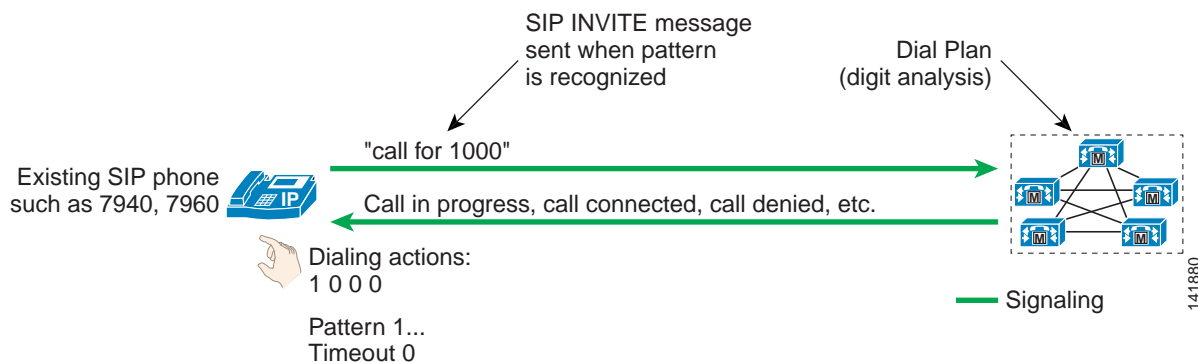 SIP INVITE message
sent when pattern
is recognized
Dial Plan
(digit analysis)
"call for 1000"
Existing SIP phone
such as 7940, 7960
IP
Call in progress, call connected, call denied, etc.
M
M
M
M
M
Dialing actions:
1 0 0 0
Pattern 1...
Timeout 0
Signaling
141880